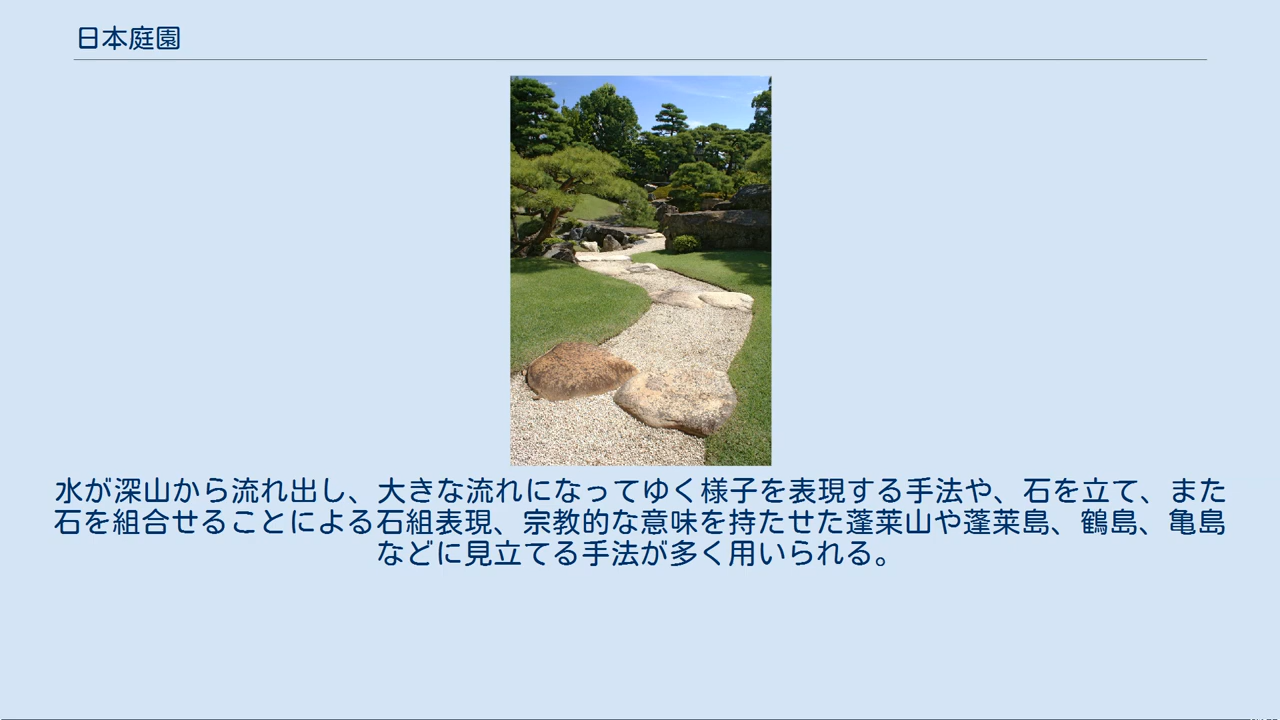 日本庭園
水が深山から流れ出し、大きな流れになってゆく様子を表現する手法や、石を立て、また
石を組合せることによる石組表現、宗教的な意味を持たせた蓬莱山や蓬莱島、鶴島、亀島
などに見立てる手法が多く用いられる。